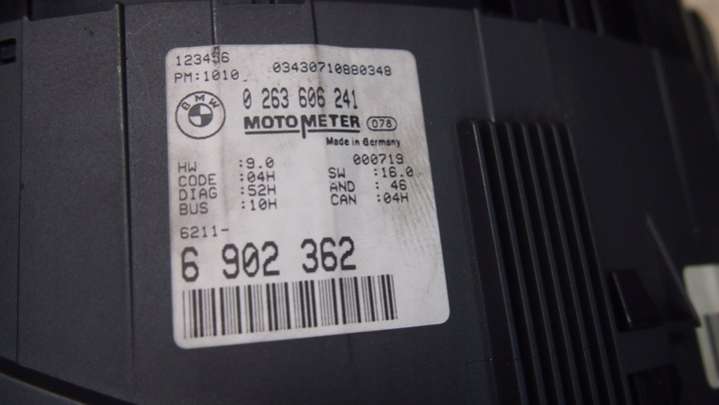 123456
PM:1010 03430710880348
BMW
0 263 606 241
MOTOMETER 078
Made in Germany
000719
HW :9.0 SW :16.0
CODE :04H AND : 46
DIAG :52H CAN :04H
BUS :10H
6211-
6 902 362